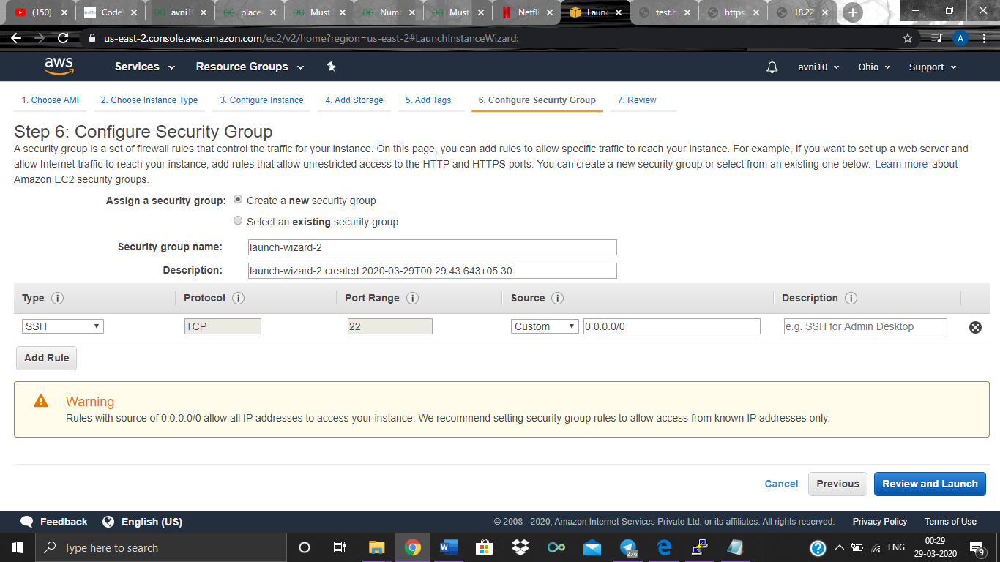 (150) CodeV avni10 place Must Numb Must Netfli Laun test.h https: 18.22
us-east-2.console.aws.amazon.com/ec2/v2/home?region=us-east-2#LaunchInstanceWizard: A
aws Services Resource Groups avni10 Ohio Support
1. Choose AMI 2. Choose Instance Type 3. Configure Instance 4. Add Storage 5. Add Tags 6. Configure Security Group 7. Review
Step 6: Configure Security Group
A security group is a set of firewall rules that control the traffic for your instance. On this page, you can add rules to allow specific traffic to reach your instance. For example, if you want to set up a web server and
allow Internet traffic to reach your instance, add rules that allow unrestricted access to the HTTP and HTTPS ports. You can create a new security group or select from an existing one below. Learn more about
Amazon EC2 security groups.
Assign a security group: Create a new security group
Select an existing security group
Security group name: launch-wizard-2
Description: launch-wizard-2 created 2020-03-29T00:29:43.643+05:30
Type Protocol Port Range Source Description
SSH TCP 22 Custom 0.0.0.0/0 e.g. SSH for Admin Desktop
Add Rule
Warning
Rules with source of 0.0.0.0/0 allow all IP addresses to access your instance. We recommend setting security group rules to allow access from known IP addresses only.
Cancel Previous Review and Launch
Feedback English (US) © 2008 - 2020, Amazon Internet Services Private Ltd. or its affiliates. All rights reserved. Privacy Policy Terms of Use
Type here to search 276 ENG 00:29
29-03-2020 9